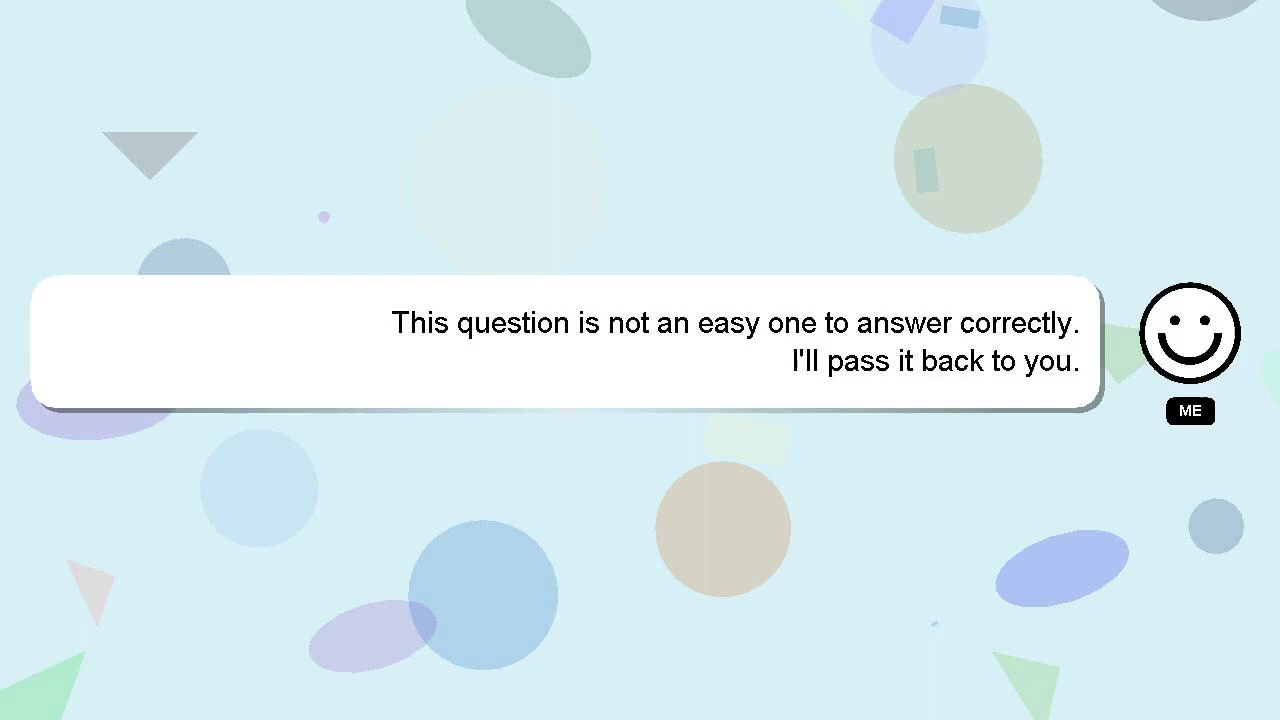 This question is not an easy one to answer correctly.
I'll pass it back to you.
ME